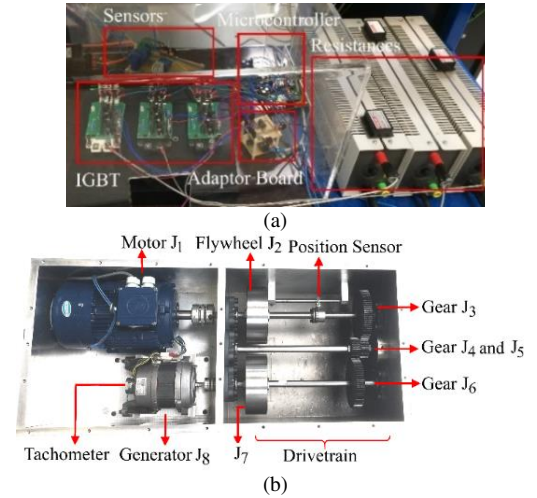 Sensors
Microcontroller
Resistances
IGBT
Adaptor Board
(a)
Motor J1
Flywheel J2
Position Sensor
Gear J3
Gear J4 and J5
Gear J6
Tachometer
Generator J8
J7
Drivetrain
(b)